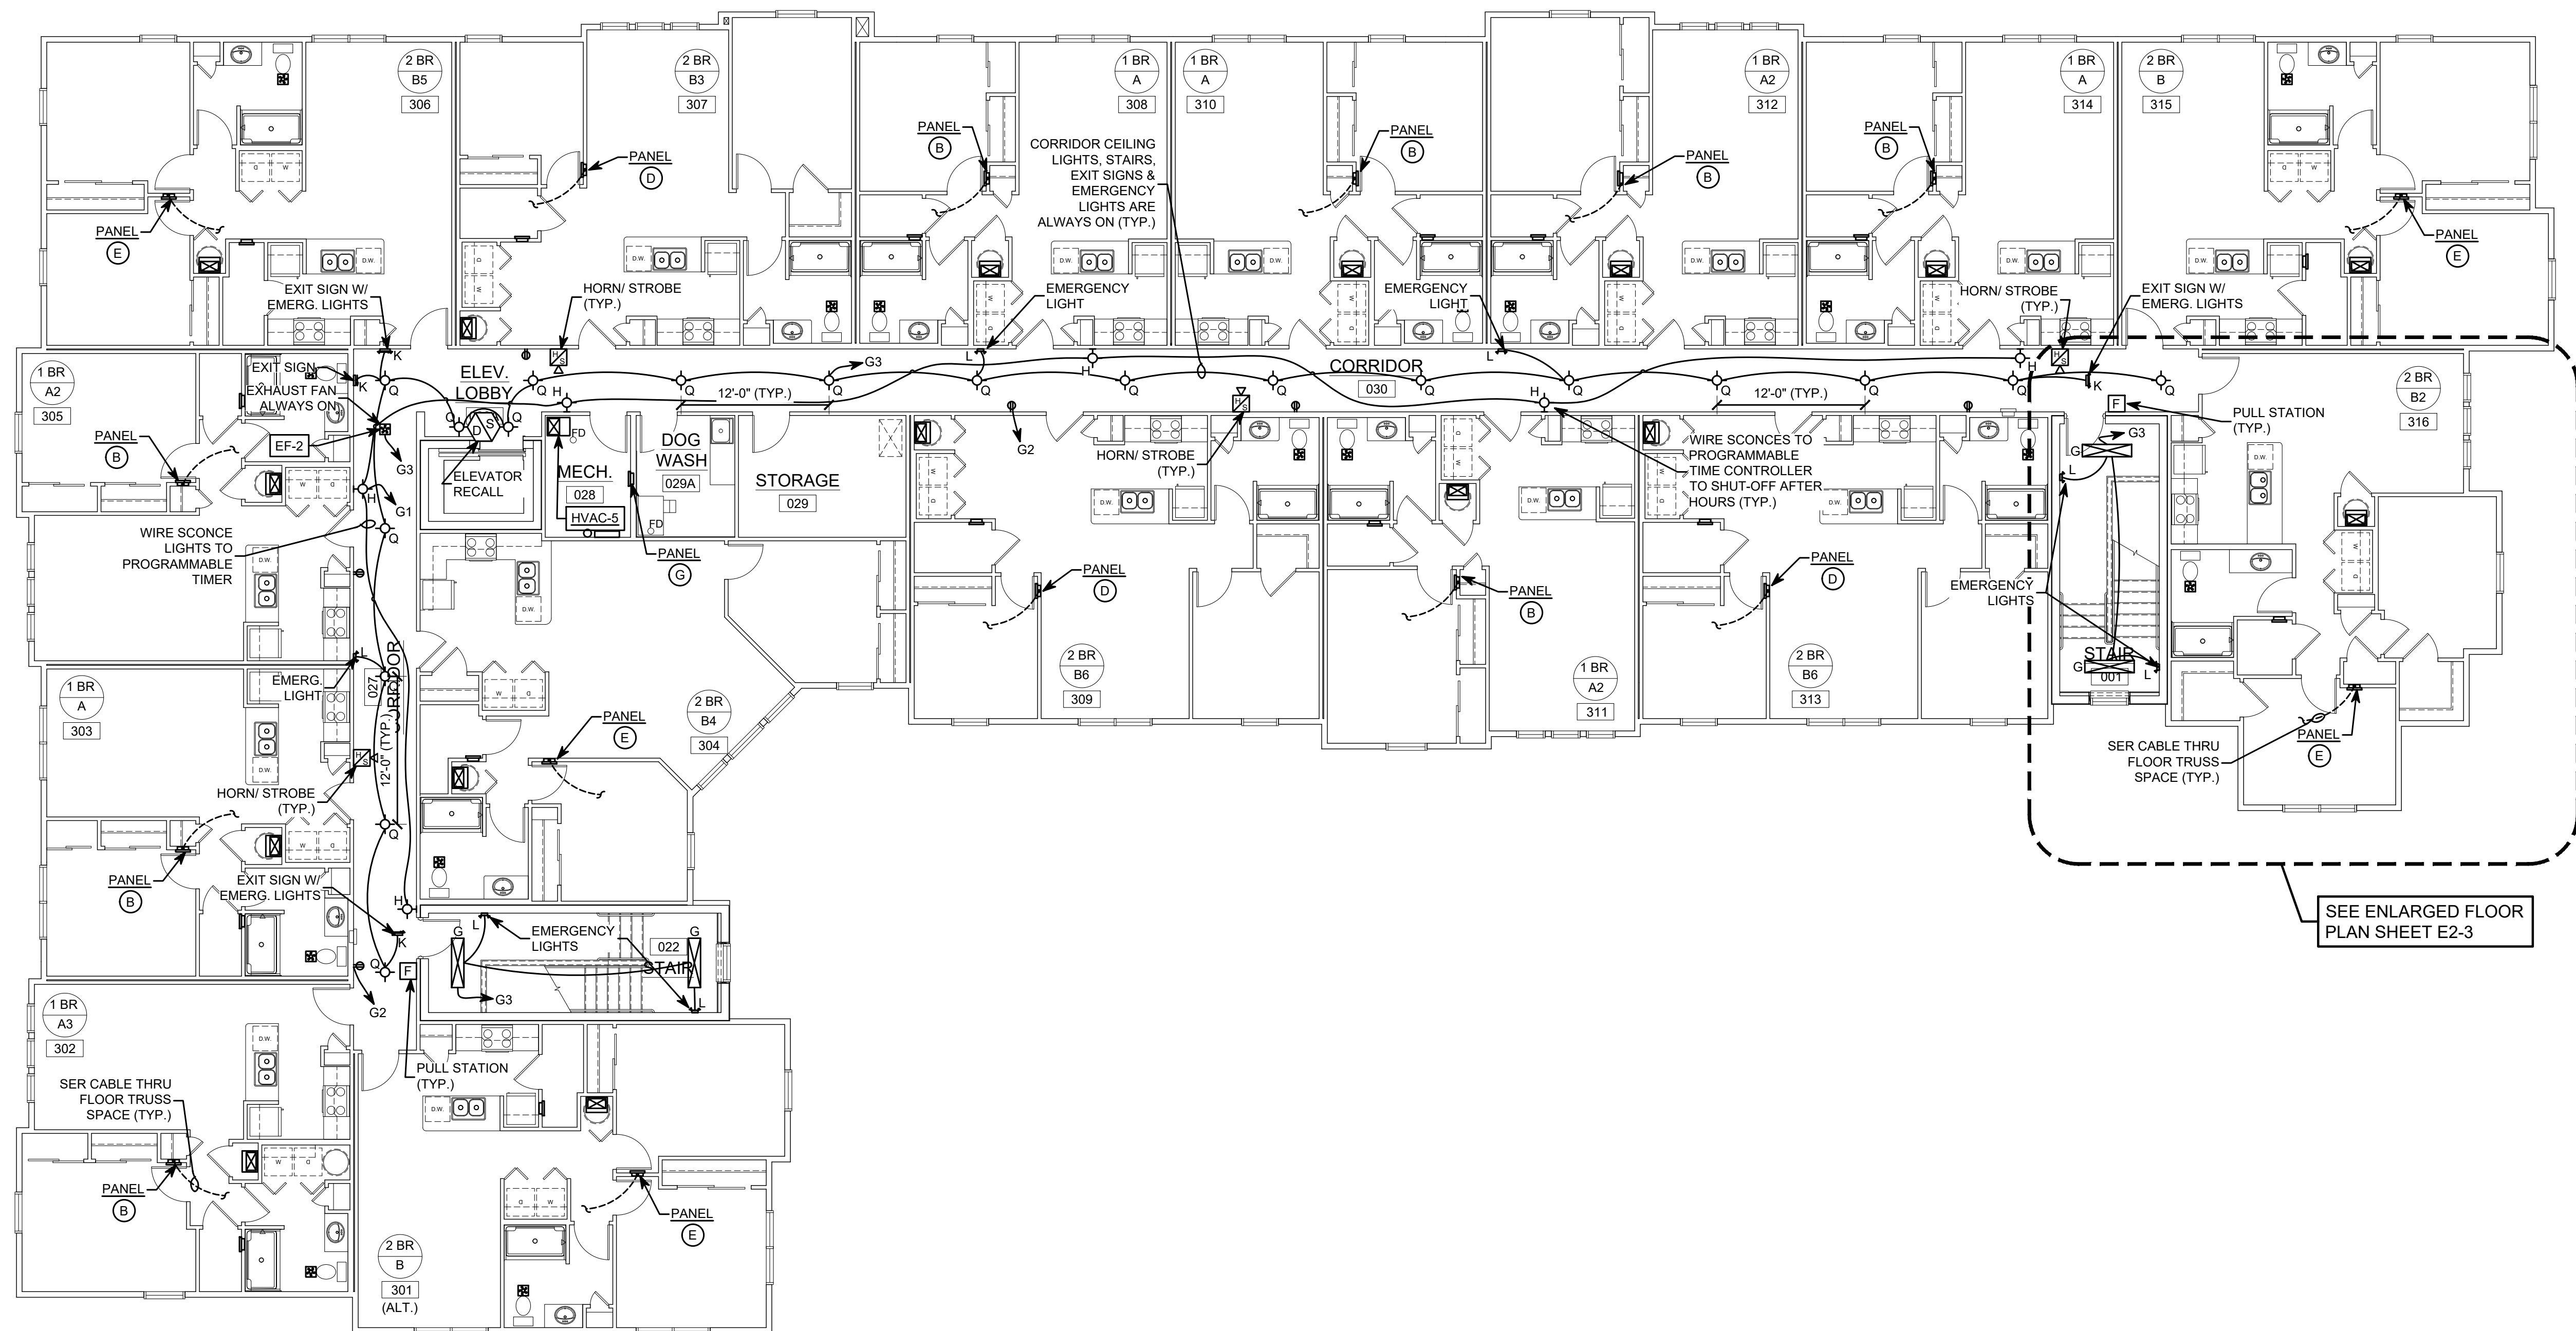 2 BR
B5
306
2 BR
B3
307
1 BR
A
308
1 BR
A
310
1 BR
A2
312
1 BR
A
314
2 BR
B
315
PANEL
E
PANEL
D
PANEL
B
CORRIDOR CEILING
LIGHTS, STAIRS,
EXIT SIGNS &
EMERGENCY
LIGHTS ARE
ALWAYS ON (TYP.)
PANEL
B
PANEL
B
PANEL
B
PANEL
E
EXIT SIGN W/
EMERG. LIGHTS
HORN/ STROBE
(TYP.)
EMERGENCY
LIGHT
EMERGENCY
LIGHT
HORN/ STROBE
(TYP.)
EXIT SIGN W/
EMERG. LIGHTS
1 BR
A2
305
EXIT SIGN
EXHAUST FAN
ALWAYS ON
EF-2
ELEV.
LOBBY
G3
12'-0" (TYP.)
CORRIDOR
030
12'-0" (TYP.)
2 BR
B2
316
PULL STATION
(TYP.)
PANEL
B
G3
G1
ELEVATOR
RECALL
MECH.
028
HVAC-5
FD
DOG
WASH
029A
FD
STORAGE
029
G2
HORN/ STROBE
(TYP.)
WIRE SCONCES TO
PROGRAMMABLE
TIME CONTROLLER
TO SHUT-OFF AFTER
HOURS (TYP.)
G3
WIRE SCONCE
LIGHTS TO
PROGRAMMABLE
TIMER
PANEL
G
PANEL
D
PANEL
B
PANEL
D
EMERGENCY
LIGHTS
EMERG.
LIGHT
027
CORRIDOR
12'-0" (TYP.)
1 BR
A
303
2 BR
B4
304
2 BR
B6
309
1 BR
A2
311
2 BR
B6
313
STAIR
001
PANEL
E
SER CABLE THRU
FLOOR TRUSS
SPACE (TYP.)
PANEL
E
HORN/ STROBE
(TYP.)
PANEL
B
EXIT SIGN W/
EMERG. LIGHTS
EMERGENCY
LIGHTS
022
STAIR
G3
SEE ENLARGED FLOOR
PLAN SHEET E2-3
G2
1 BR
A3
302
PULL STATION
(TYP.)
SER CABLE THRU
FLOOR TRUSS
SPACE (TYP.)
PANEL
B
PANEL
E
2 BR
B
301
(ALT.)